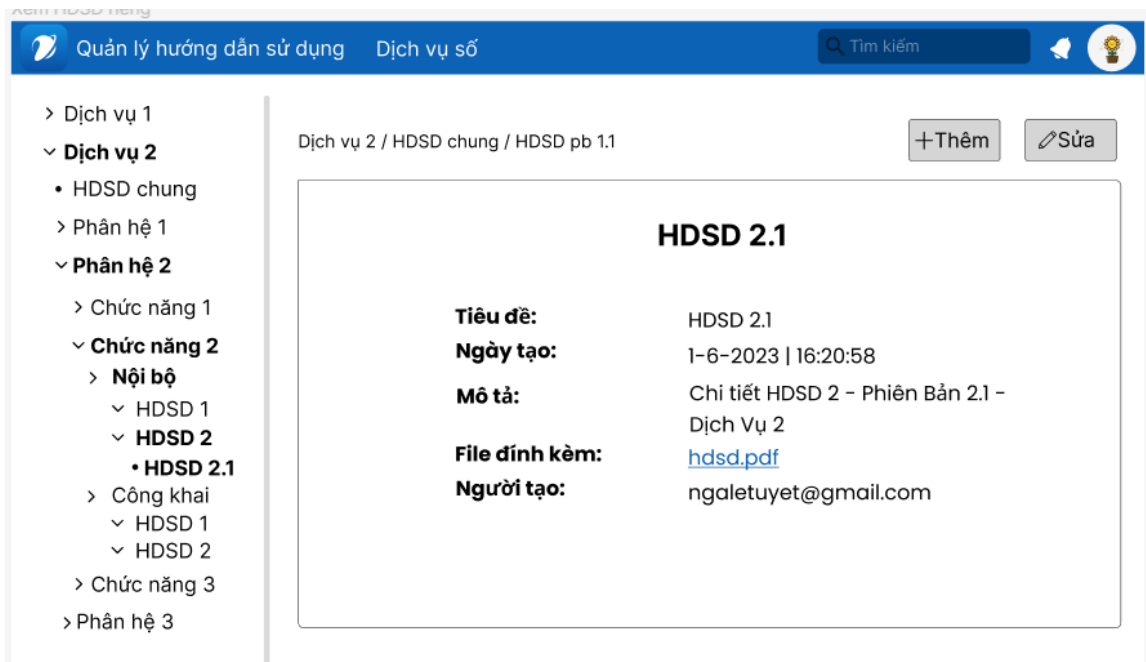 Xem HDSD riêng
Quản lý hướng dẫn sử dụng Dịch vụ số Tìm kiếm
Dịch vụ 1
Dịch vụ 2
HDSD chung
Phân hệ 1
Phân hệ 2
Chức năng 1
Chức năng 2
Nội bộ
HDSD 1
HDSD 2
HDSD 2.1
Công khai
HDSD 1
HDSD 2
Chức năng 3
Phân hệ 3
Dịch vụ 2 / HDSD chung / HDSD pb 1.1
+Thêm Sửa
HDSD 2.1
Tiêu đề: HDSD 2.1
Ngày tạo: 1-6-2023 | 16:20:58
Mô tả: Chi tiết HDSD 2 - Phiên Bản 2.1 -
Dịch Vụ 2
File đính kèm: hdsd.pdf
Người tạo: ngaletuyet@gmail.com